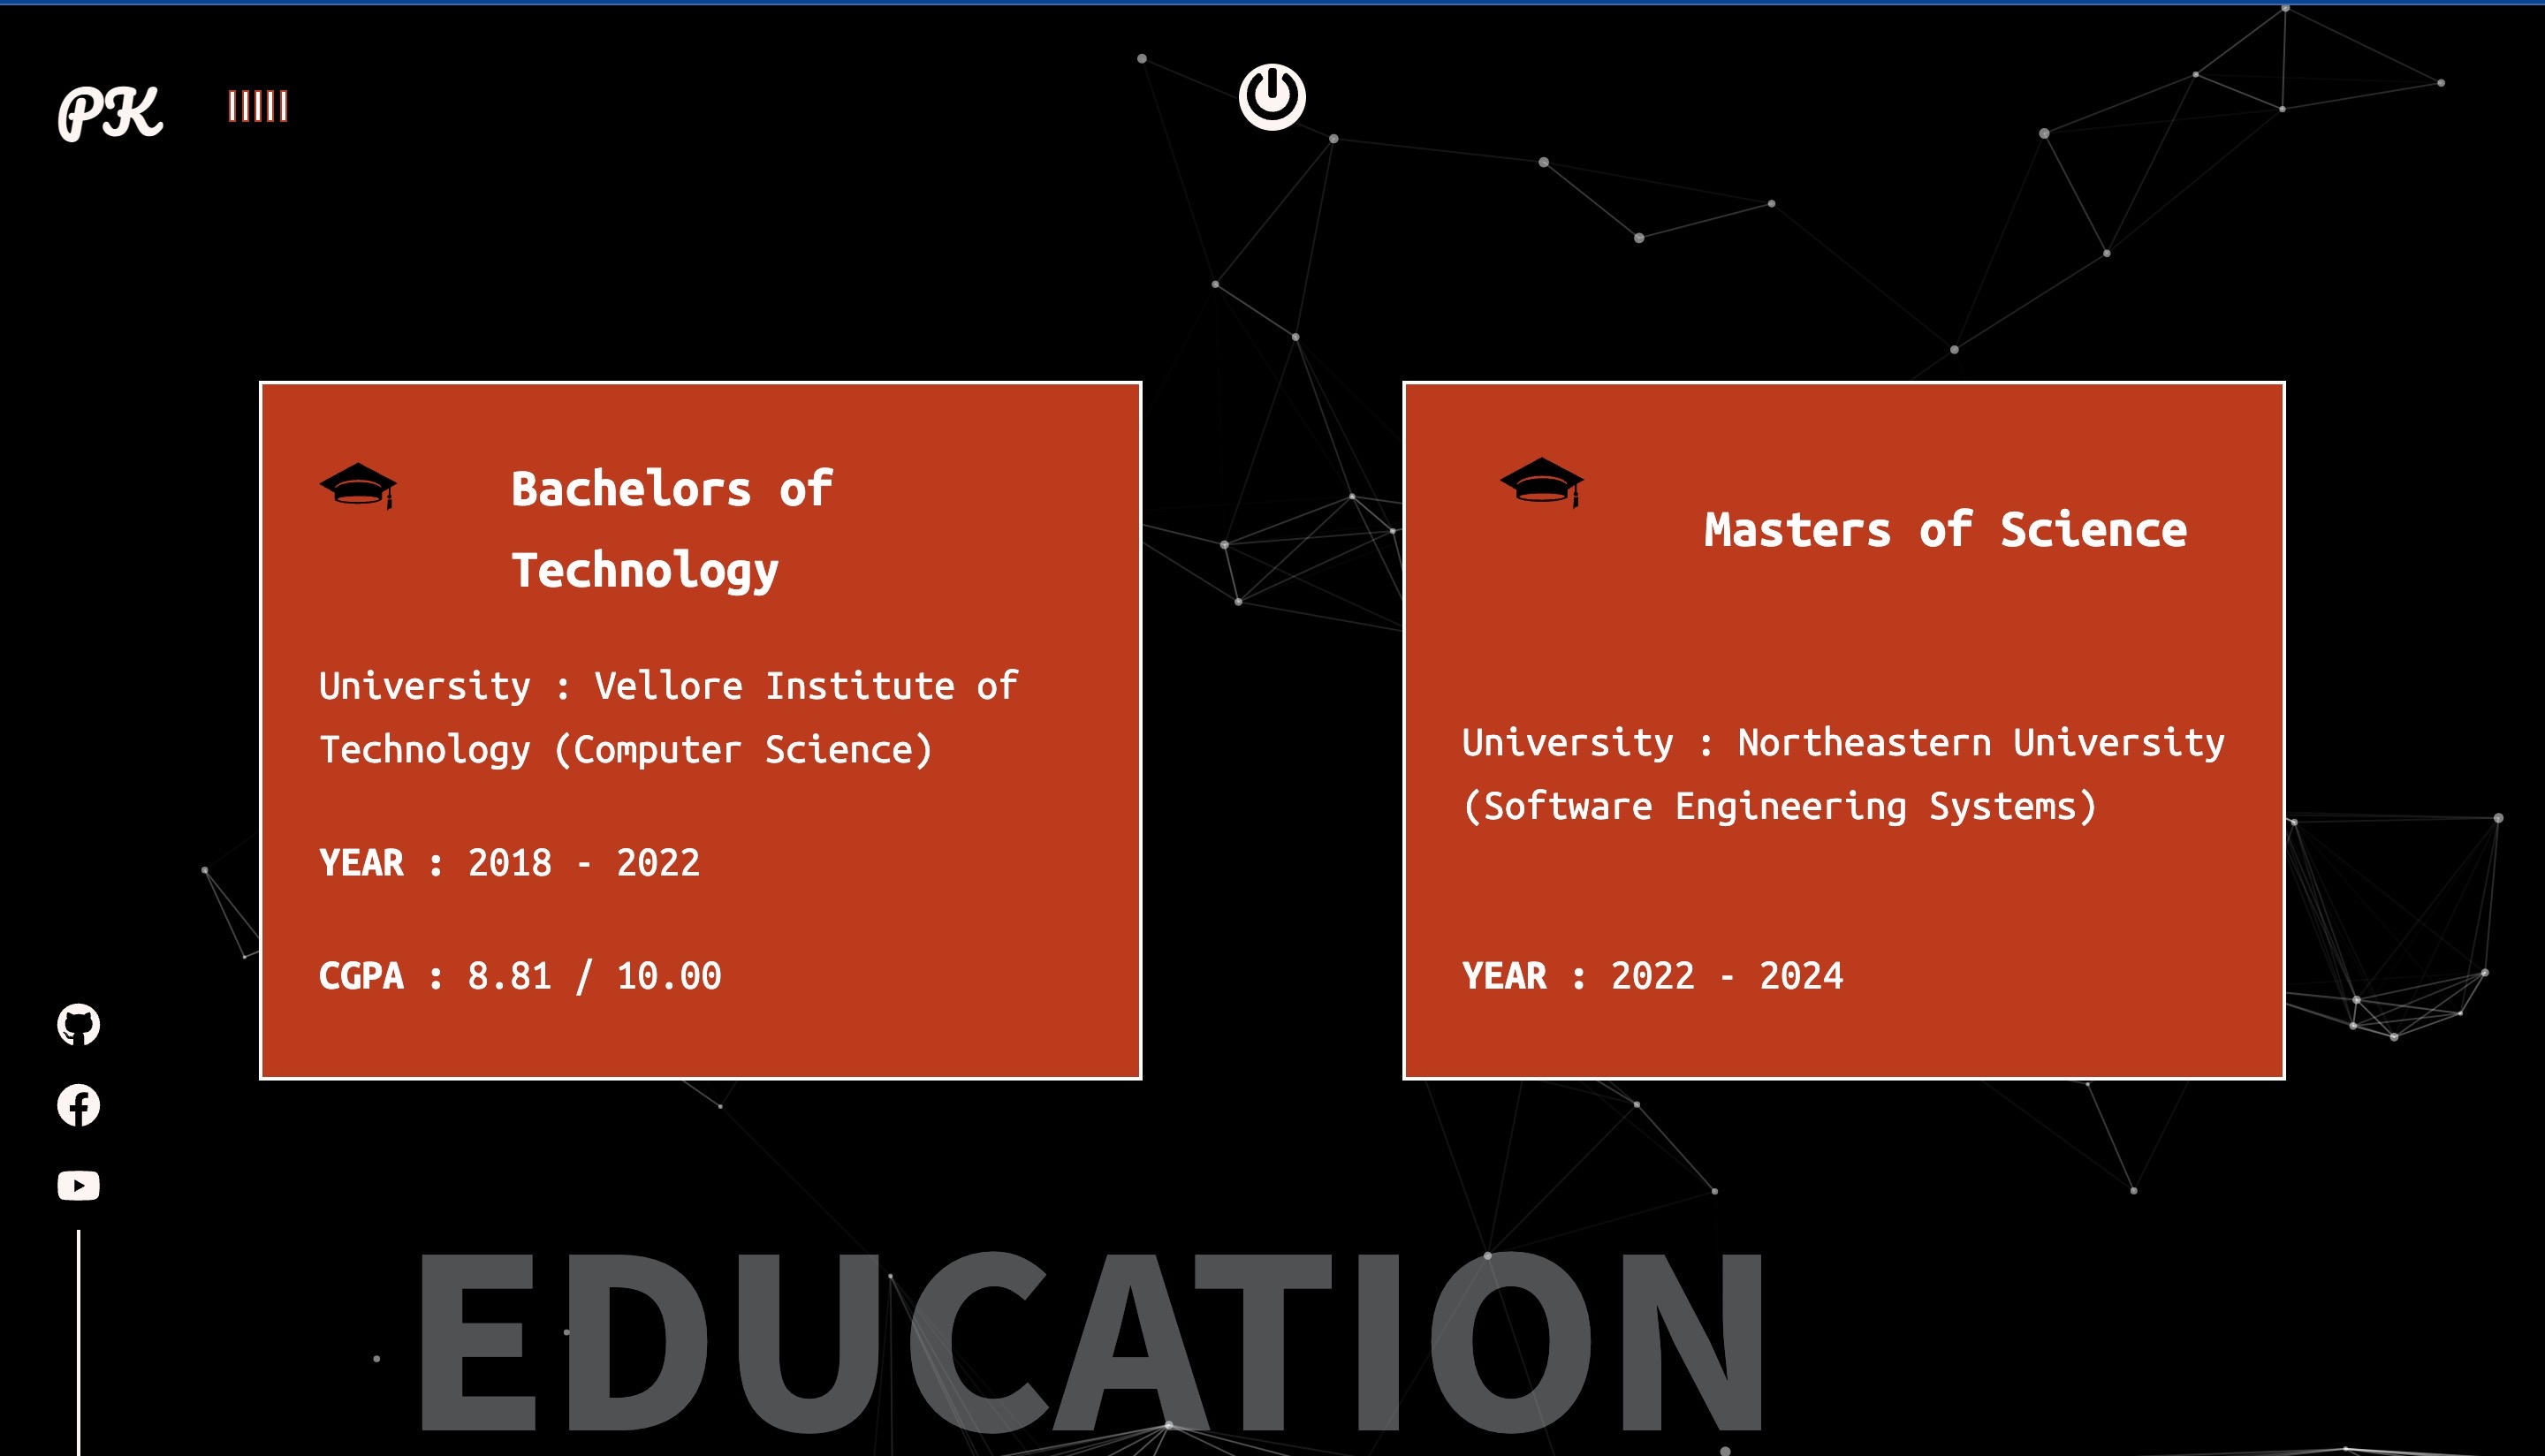 PK
Bachelors of
Technology
University : Vellore Institute of
Technology (Computer Science)
YEAR : 2018 - 2022
CGPA : 8.81 / 10.00
Masters of Science
University : Northeastern University
(Software Engineering Systems)
YEAR : 2022 - 2024
EDUCATION